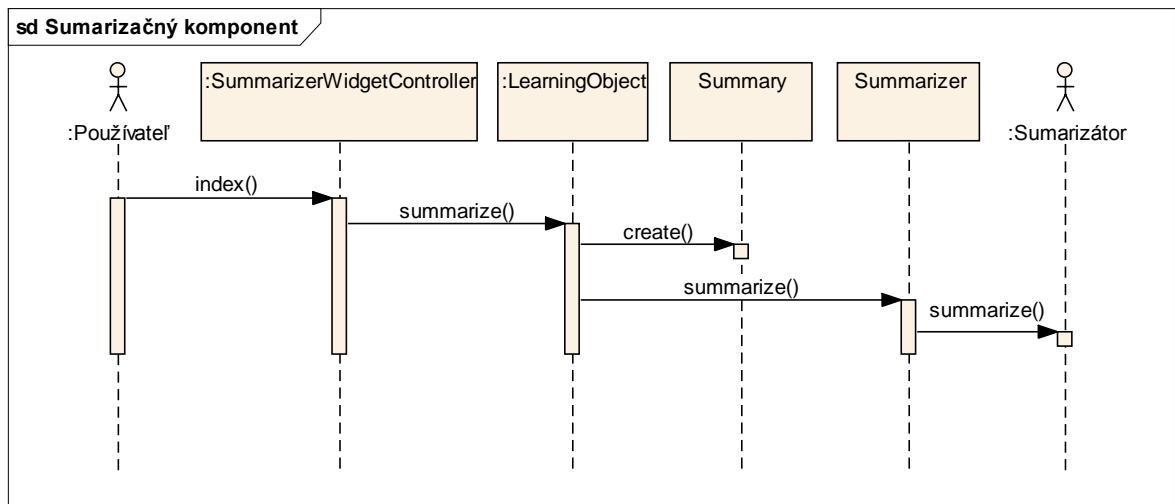 sd Sumarizačný komponent
:Používateľ
:SummarizerWidgetController
:LearningObject
Summary
Summarizer
:Sumarizátor
index()
summarize()
create()
summarize()
summarize()